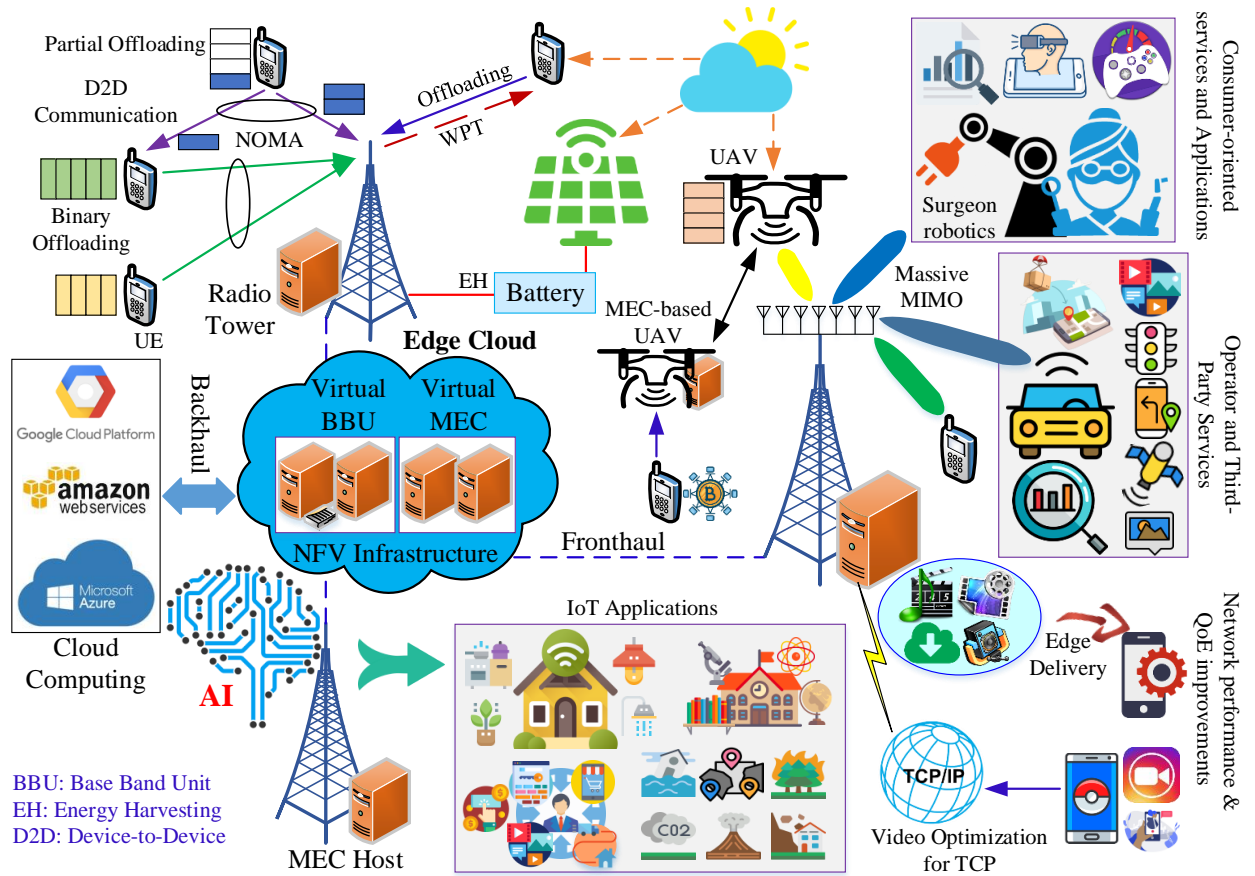 Partial Offloading
D2D
Communication
NOMA
Binary
Offloading
UE
Offloading
WPT
Radio
Tower
EH
Battery
UAV
MEC-based
UAV
Massive
MIMO
Surgeon
robotics
Consumer-oriented
services and Applications
Operator and Third-
Party Services
Edge Cloud
Virtual
BBU
Virtual
MEC
NFV Infrastructure
Backhaul
Google Cloud Platform
amazon
webservices
Microsoft
Azure
Cloud
Computing
AI
Fronthaul
B
IoT Applications
CO2
2 4 5
Edge
Delivery
Network performance &
QoE improvements
TCP/IP
Video Optimization
for TCP
MEC Host
BBU: Base Band Unit
EH: Energy Harvesting
D2D: Device-to-Device